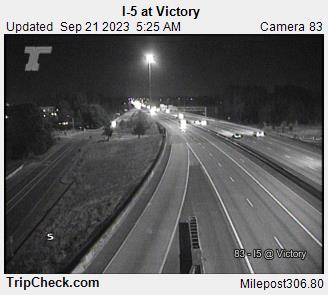 I-5 at Victory
Updated Sep 21 2023 5:25 AM Camera 83
T
S
83 - I5 @ Victory
TripCheck.com Milepost306.80